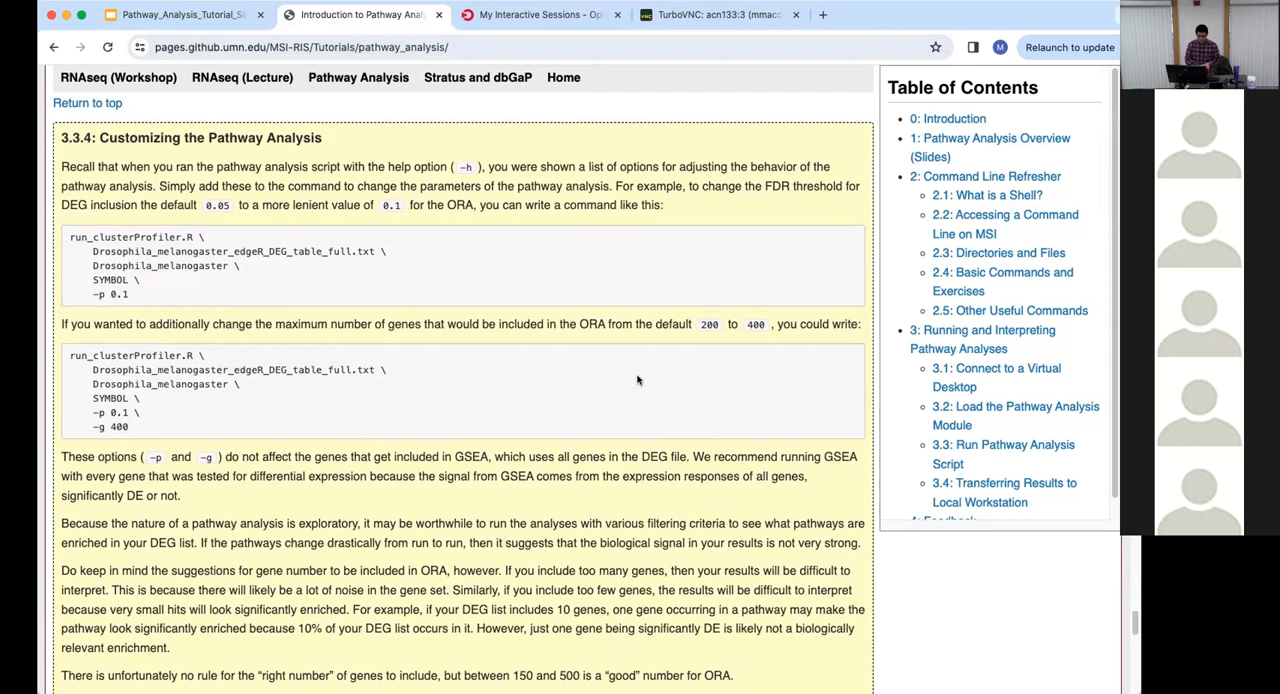 Pathway_Analysis_Tutorial_Sl
Introduction to Pathway Anal
My Interactive Sessions - Ope
TurboVNC: acn133:3 (mmacc
pages.github.umn.edu/MSI-RIS/Tutorials/pathway_analysis/
M
Relaunch to update
RNAseq (Workshop) RNAseq (Lecture) Pathway Analysis Stratus and dbGaP Home
Return to top
3.3.4: Customizing the Pathway Analysis
Recall that when you ran the pathway analysis script with the help option ( -h ), you were shown a list of options for adjusting the behavior of the
pathway analysis. Simply add these to the command to change the parameters of the pathway analysis. For example, to change the FDR threshold for
DEG inclusion the default 0.05 to a more lenient value of 0.1 for the ORA, you can write a command like this:
run_clusterProfiler.R \
Drosophila_melanogaster_edgeR_DEG_table_full.txt \
Drosophila_melanogaster \
SYMBOL \
-p 0.1
If you wanted to additionally change the maximum number of genes that would be included in the ORA from the default 200 to 400 , you could write:
run_clusterProfiler.R \
Drosophila_melanogaster_edgeR_DEG_table_full.txt \
Drosophila_melanogaster \
SYMBOL \
-p 0.1 \
-g 400
These options ( -p and -g ) do not affect the genes that get included in GSEA, which uses all genes in the DEG file. We recommend running GSEA
with every gene that was tested for differential expression because the signal from GSEA comes from the expression responses of all genes,
significantly DE or not.
Because the nature of a pathway analysis is exploratory, it may be worthwhile to run the analyses with various filtering criteria to see what pathways are
enriched in your DEG list. If the pathways change drastically from run to run, then it suggests that the biological signal in your results is not very strong.
Do keep in mind the suggestions for gene number to be included in ORA, however. If you include too many genes, then your results will be difficult to
interpret. This is because there will likely be a lot of noise in the gene set. Similarly, if you include too few genes, the results will be difficult to interpret
because very small hits will look significantly enriched. For example, if your DEG list includes 10 genes, one gene occurring in a pathway may make the
pathway look significantly enriched because 10% of your DEG list occurs in it. However, just one gene being significantly DE is likely not a biologically
relevant enrichment.
There is unfortunately no rule for the “right number” of genes to include, but between 150 and 500 is a “good” number for ORA.
Table of Contents
0: Introduction
1: Pathway Analysis Overview
(Slides)
2: Command Line Refresher
2.1: What is a Shell?
2.2: Accessing a Command
Line on MSI
2.3: Directories and Files
2.4: Basic Commands and
Exercises
2.5: Other Useful Commands
3: Running and Interpreting
Pathway Analyses
3.1: Connect to a Virtual
Desktop
3.2: Load the Pathway Analysis
Module
3.3: Run Pathway Analysis
Script
3.4: Transferring Results to
Local Workstation
4: Feedback